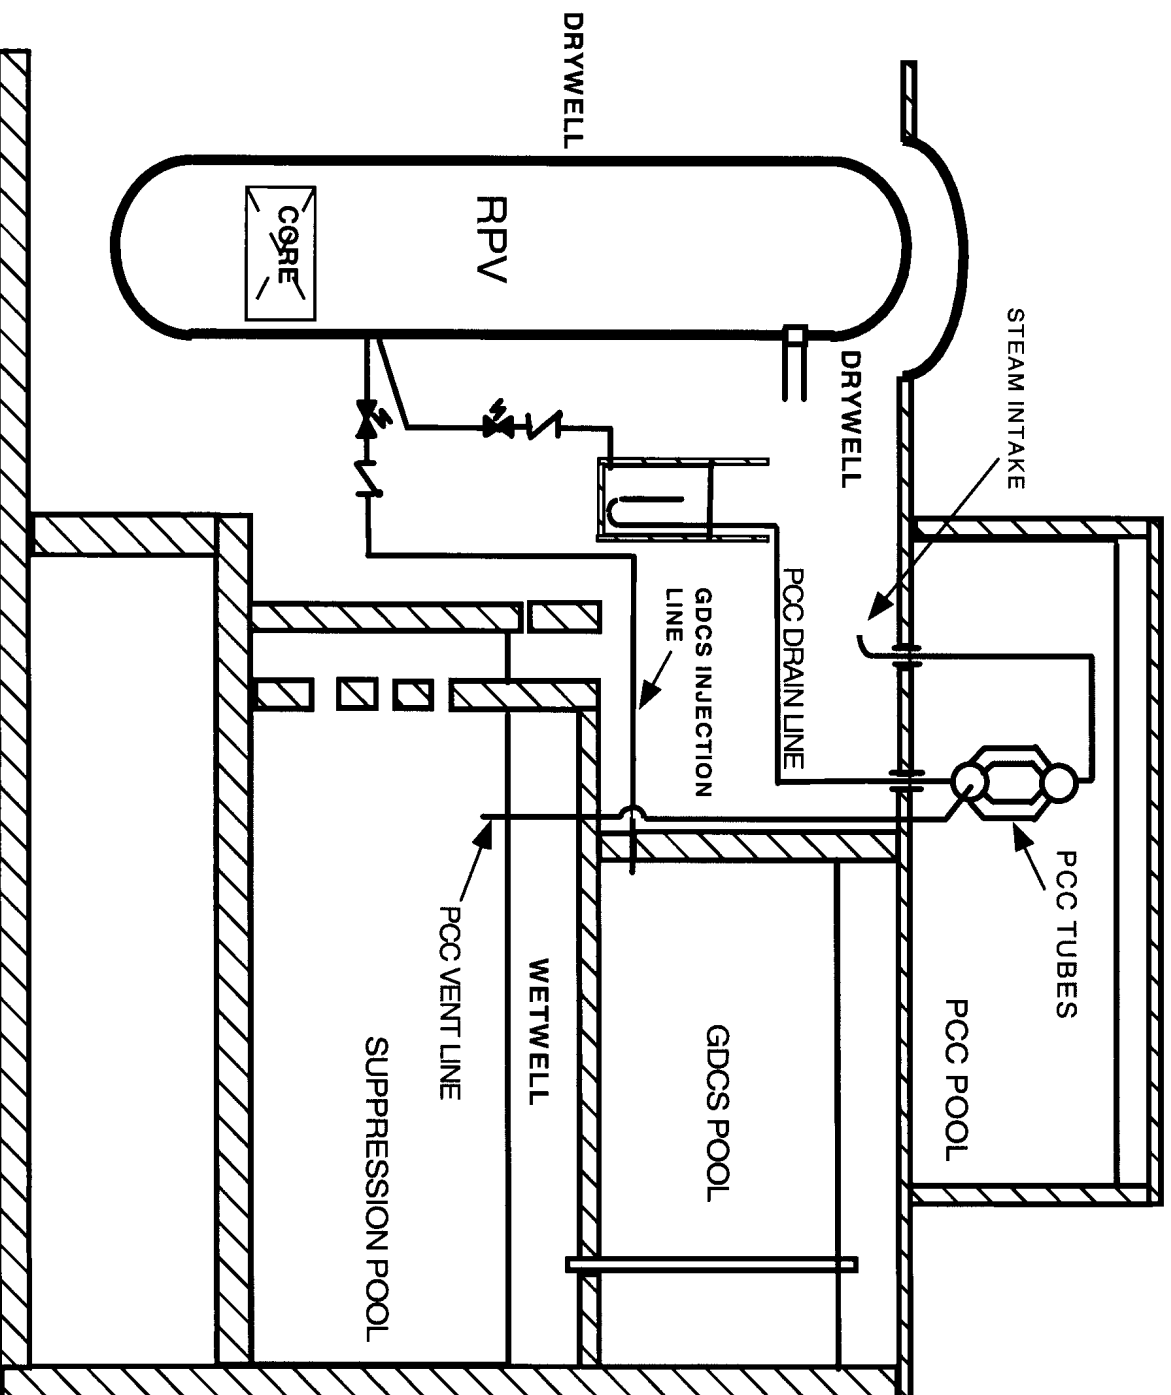 STEAM INTAKE
PCC TUBES
PCC POOL
DRYWELL
PCC DRAIN LINE
GDCS POOL
GDCS INJECTION
LINE
DRYWELL
RPV
WETWELL
PCC VENT LINE
SUPPRESSION POOL
CORE